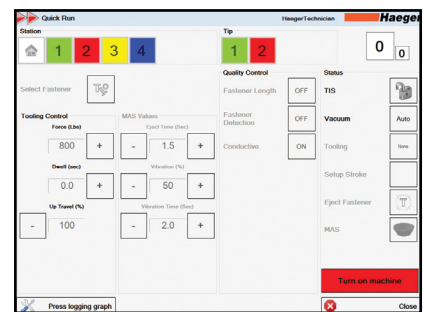 Quick Run
HaegerTechnician
Haeger
Station
1 2 3 4
Tip
1 2
0 0
Select Fastener
Quality Control
Fastener Length OFF
Fastener Detection OFF
Conductive ON
Status
TIS
Vacuum Auto
Tooling None
Setup Stroke
Eject Fastener
MAS
Tooling Control
Force (Lbs)
800 +
Dwell (sec)
0.0 +
Up Travel (%)
- 100
MAS Values
Eject Time (Sec)
- 1.5 +
Vibration (%)
- 50 +
Vibration Time (Sec)
- 2.0 +
Turn on machine
Press logging graph
Close